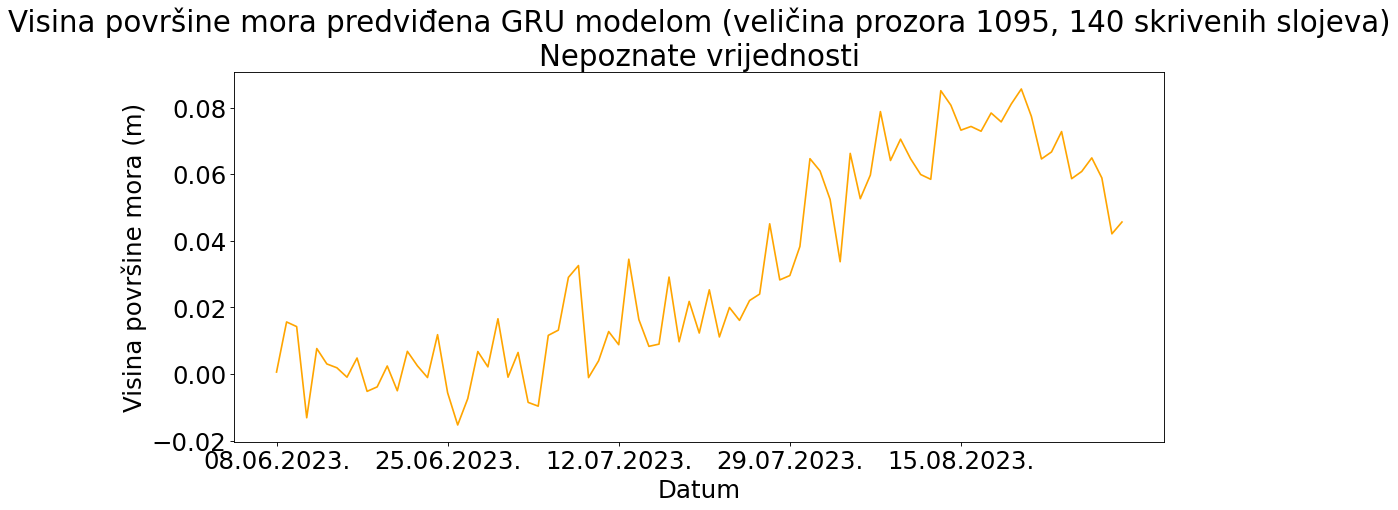 Visina površine mora predviđena GRU modelom (veličina prozora 1095, 140 skrivenih slojeva)
Nepoznate vrijednosti
Visina površine mora (m)
0.08
0.06
0.04
0.02
0.00
−0.02
08.06.2023. 25.06.2023. 12.07.2023. 29.07.2023. 15.08.2023.
Datum